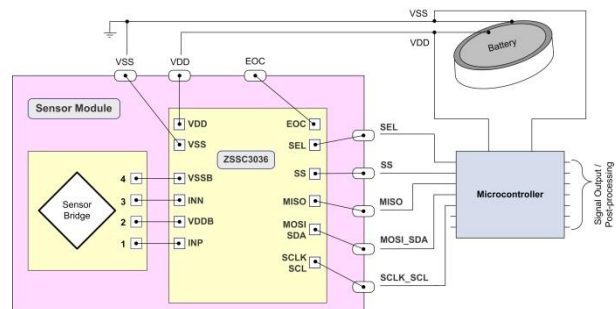 VSS
VDD
Battery
VSS
VDD
EOC
Sensor Module
ZSSC3036
VDD
VSS
VSSB
INN
VDDB
INP
EOC
SEL
SS
MISO
MOSI
SDA
SCLK
SCL
4
3
2
1
Sensor
Bridge
SEL
SS
MISO
MOSI_SDA
SCLK_SCL
Microcontroller
Signal Output /
Post-processing